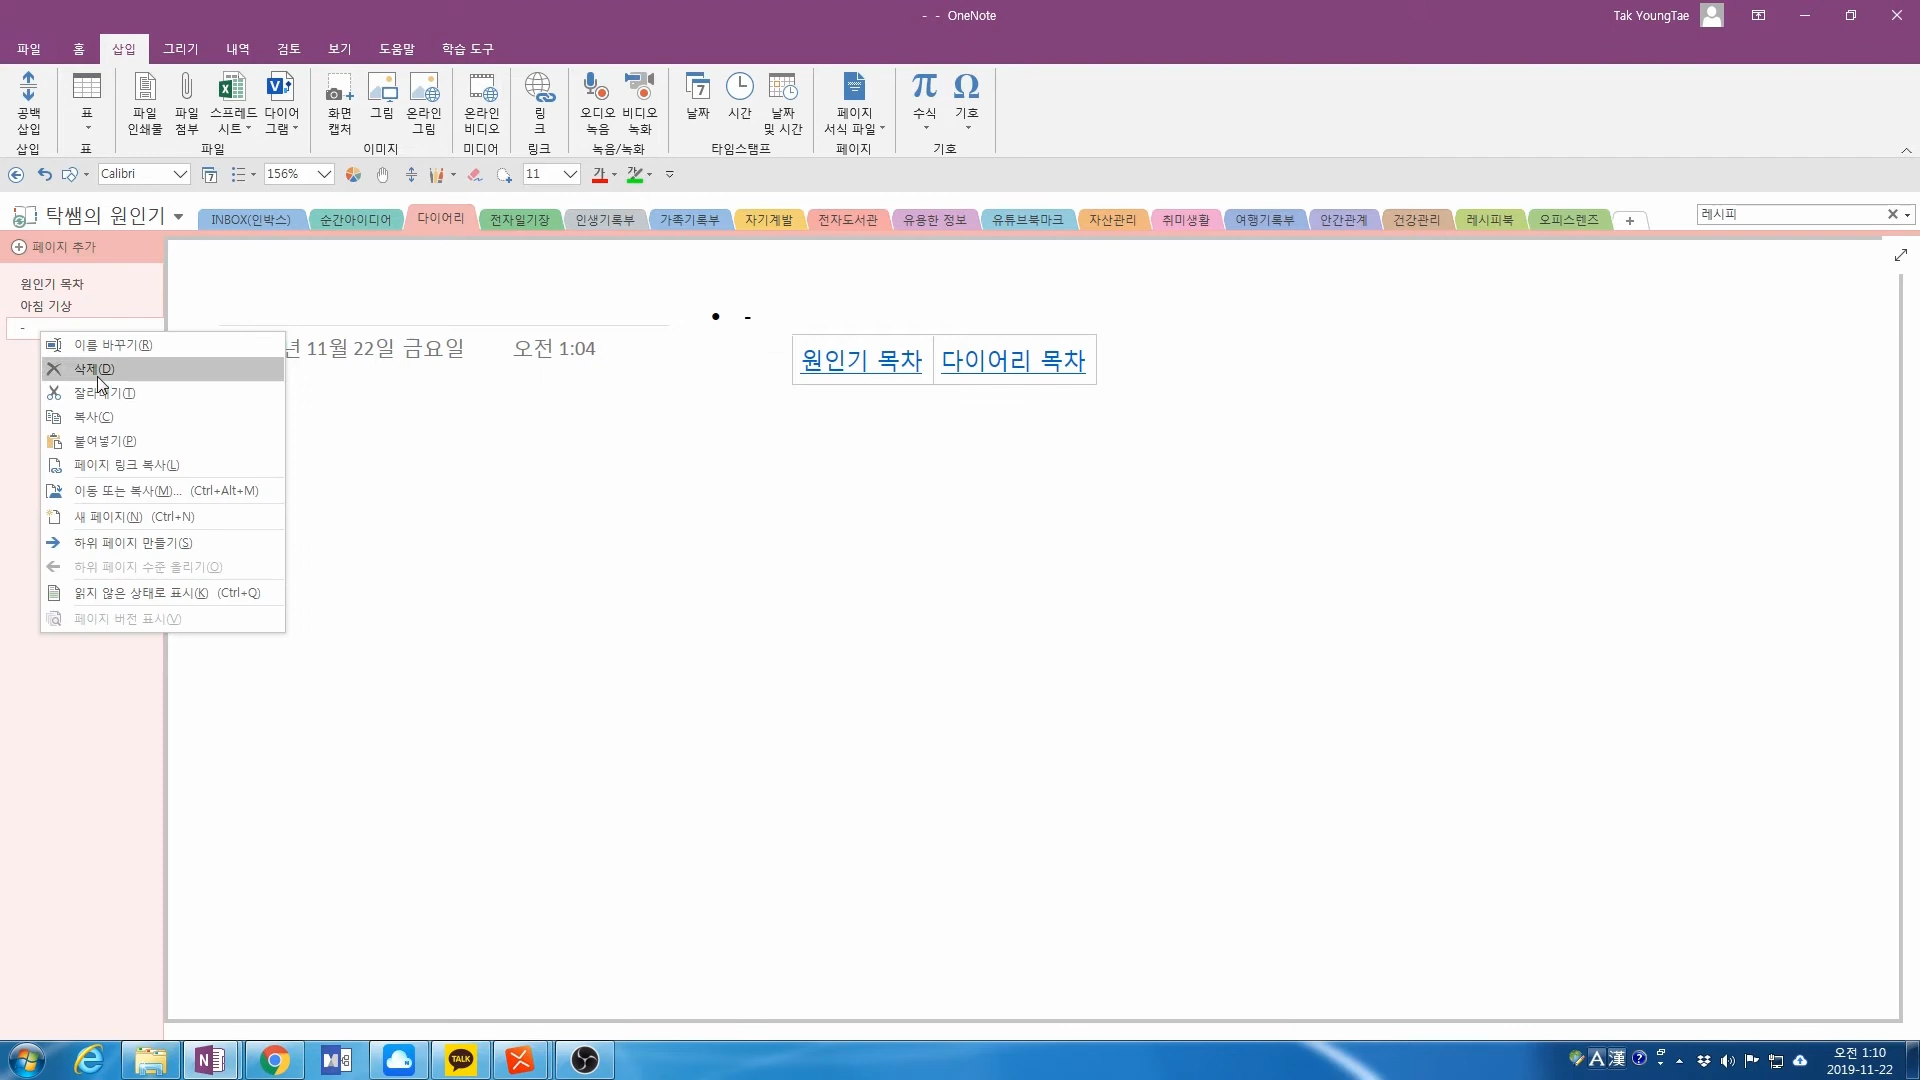 - - OneNote
Tak YoungTae
파일 홈 삽입 그리기 내역 검토 보기 도움말 학습 도구
공백 삽입
표
파일 인쇄물
파일 첨부
스프레드 시트
다이어 그램
화면 캡처
그림
온라인 그림
온라인 비디오
링 크
오디오 녹음
비디오 녹화
날짜
시간
날짜 및 시간
페이지 서식 파일
수식
기호
삽입 표 파일 이미지 미디어 링크 녹음/녹화 타임스탬프 페이지 기호
Calibri 156% 11 가
탁쌤의 원인기
INBOX(인박스) 순간아이디어 다이어리 전자일기장 인생기록부 가족기록부 자기계발 전자도서관 유용한 정보 유튜브북마크 자산관리 취미생활 여행기록부 인간관계 건강관리 레시피북 오피스렌즈 +
레시피
페이지 추가
원인기 목차
아침 기상
-
• -
년 11월 22일 금요일 오전 1:04
원인기 목차 다이어리 목차
이름 바꾸기(R)
삭제(D)
기(T)
복사(C)
붙여넣기(P)
페이지 링크 복사(L)
이동 또는 복사(M)... (Ctrl+Alt+M)
새 페이지(N) (Ctrl+N)
하위 페이지 만들기(S)
하위 페이지 수준 올리기(O)
읽지 않은 상태로 표시(K) (Ctrl+Q)
페이지 버전 표시(V)
TALK
A 漢
오전 1:10
2019-11-22